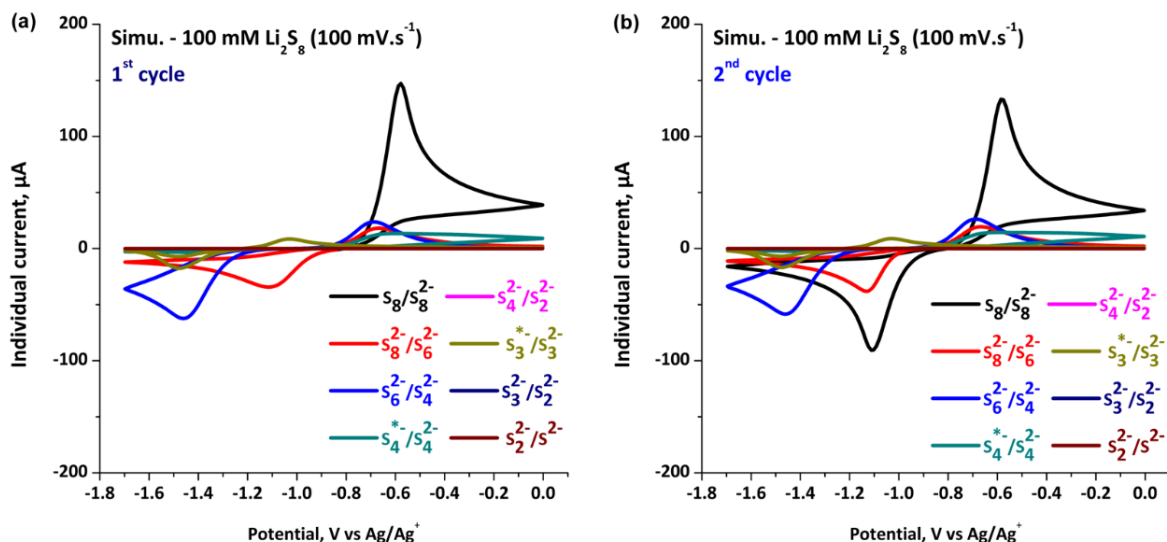 (a)
Simu. - 100 mM Li₂S₈ (100 mV.s⁻¹)
1ˢᵗ cycle
Individual current, µA
200
100
0
-100
-200
S₈/S₈²⁻
S₄²⁻/S₂²⁻
S₈²⁻/S₆²⁻
S₃*⁻/S₃²⁻
S₆²⁻/S₄²⁻
S₃²⁻/S₂²⁻
S₄*⁻/S₄²⁻
S₂²⁻/S²⁻
-1.8 -1.6 -1.4 -1.2 -1.0 -0.8 -0.6 -0.4 -0.2 0.0
Potential, V vs Ag/Ag⁺
(b)
Simu. - 100 mM Li₂S₈ (100 mV.s⁻¹)
2ⁿᵈ cycle
Individual current, µA
200
100
0
-100
-200
S₈/S₈²⁻
S₄²⁻/S₂²⁻
S₈²⁻/S₆²⁻
S₃*⁻/S₃²⁻
S₆²⁻/S₄²⁻
S₃²⁻/S₂²⁻
S₄*⁻/S₄²⁻
S₂²⁻/S²⁻
-1.8 -1.6 -1.4 -1.2 -1.0 -0.8 -0.6 -0.4 -0.2 0.0
Potential, V vs Ag/Ag⁺